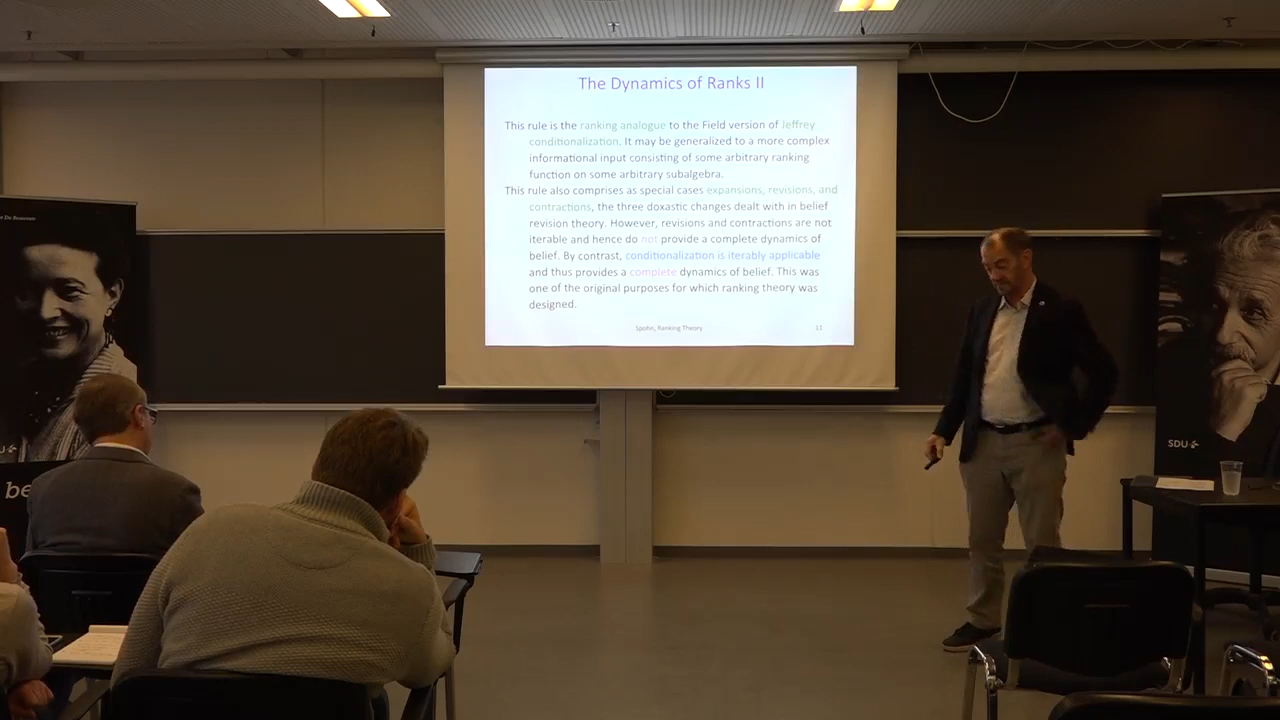 The Dynamics of Ranks II
This rule is the ranking analogue to the Field version of Jeffrey
conditionalization. It may be generalized to a more complex
informational input consisting of some arbitrary ranking
function on some arbitrary subalgebra.
This rule also comprises as special cases expansions, revisions, and
contractions, the three doxastic changes dealt with in belief
revision theory. However, revisions and contractions are not
iterable and hence do not provide a complete dynamics of
belief. By contrast, conditionalization is iterably applicable
and thus provides a complete dynamics of belief. This was
one of the original purposes for which ranking theory was
designed.
Spohn, Ranking Theory
11
De Beauvoir
SDU
be